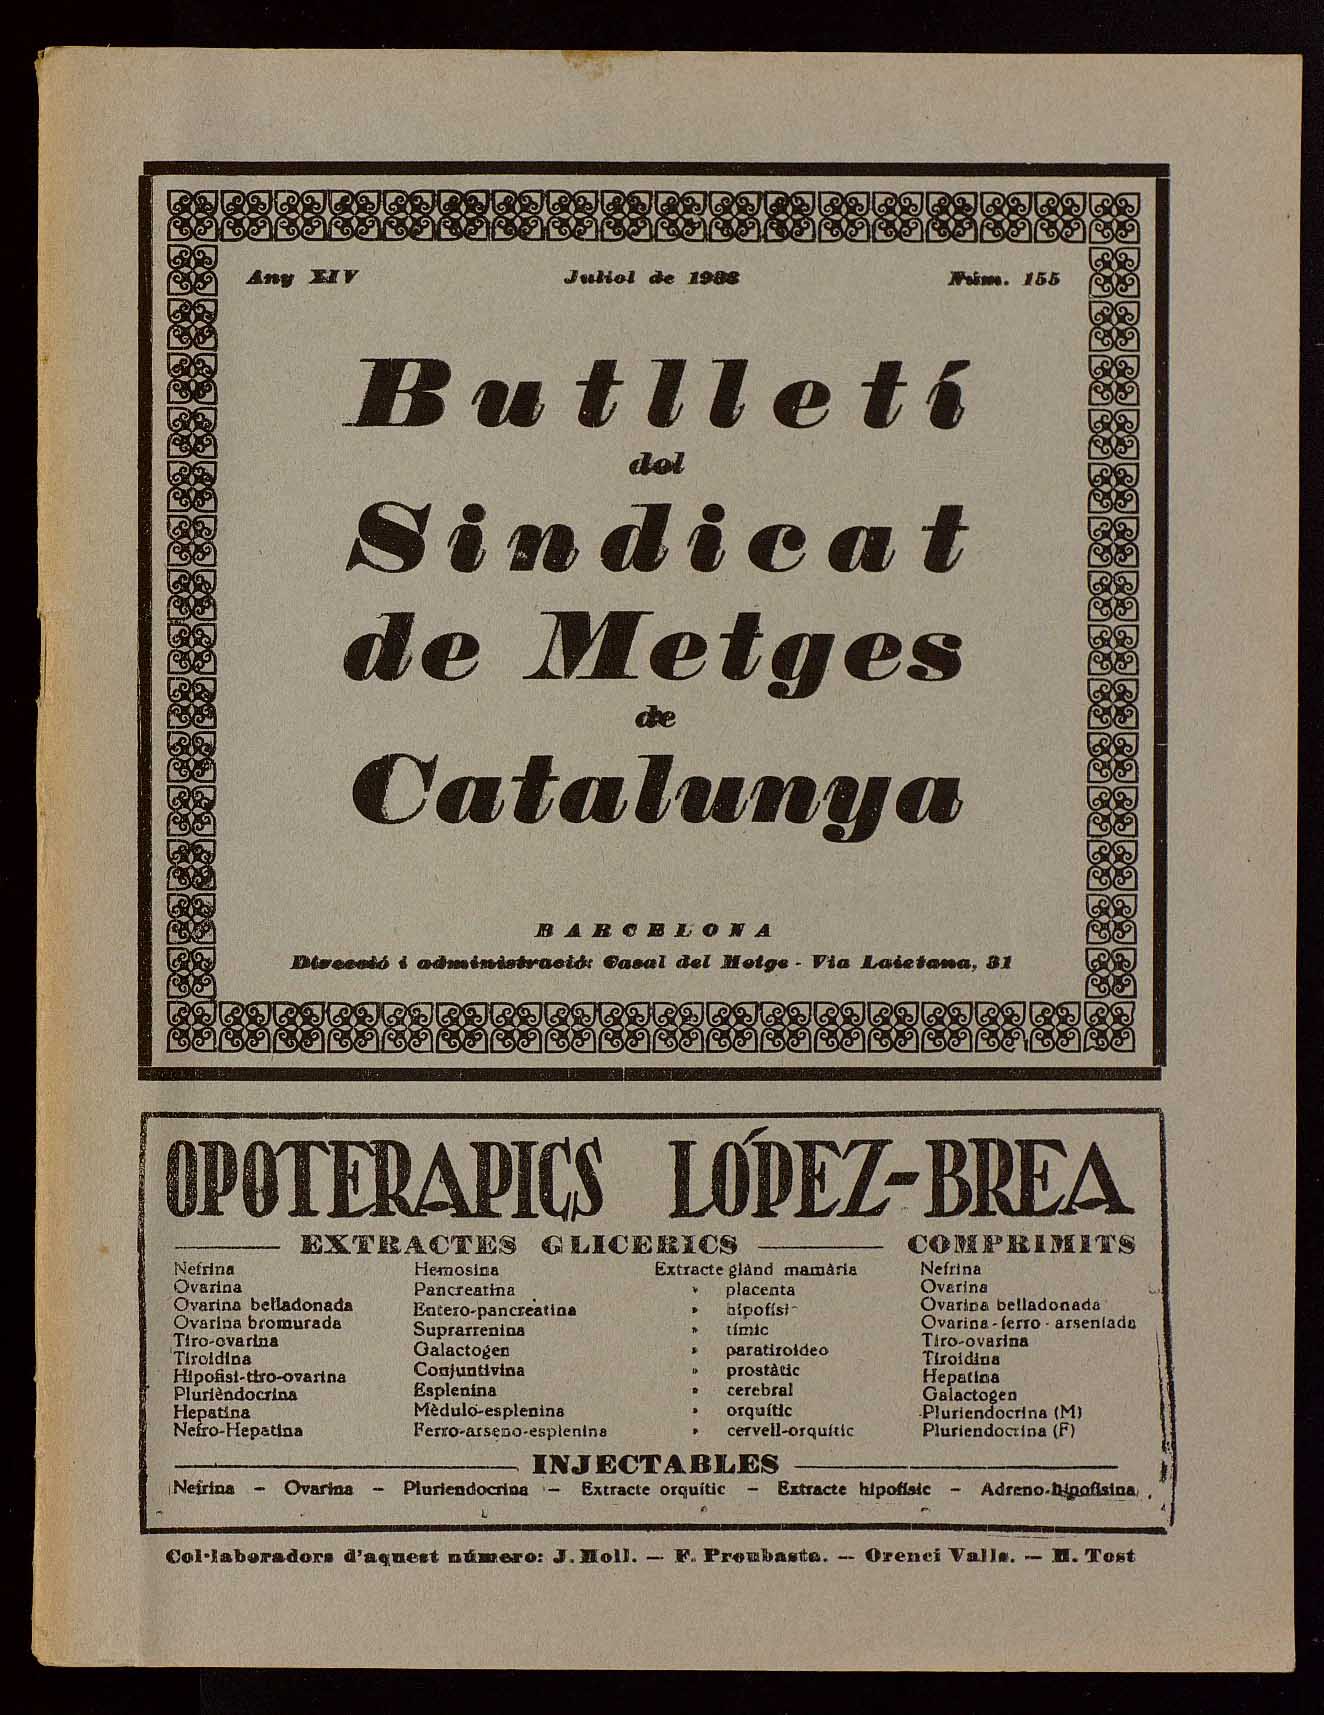 Any XIV Juliol de 1933 Núm. 155
Butlletí
del
Sindicat
de Metges
de
Catalunya
BARCELONA
Direcció i administració: Casal del Metge - Via Laietana, 31
OPOTERAPICS LÓPEZ-BREA
EXTRACTES GLICERICS
Nefrina
Ovarina
Ovarina belladonada
Ovarina bromurada
Tiro-ovarina
Tiroidina
Hipofisi-tiro-ovarina
Plurièndocrina
Hepatina
Nefro-Hepatina
Hemosina
Pancreatina
Entero-pancreatina
Suprarrenina
Galactogen
Conjuntivina
Esplenina
Mèdulo-esplenina
Ferro-arseno-esplenina
Extracte glànd mamària
» placenta
» hipofisi
» tímic
» paratiroideo
» prostàtic
» cerebral
» orquític
» cervell-orquític
COMPRIMITS
Nefrina
Ovarina
Ovarina belladonada
Ovarina-ferro-arseniada
Tiro-ovarina
Tiroidina
Hepatina
Galactogen
Pluriendocrina (M)
Pluriendocrina (F)
INJECTABLES
Nefrina — Ovarina — Pluriendocrina — Extracte orquític — Extracte hipofísic — Adreno-hipofisina
Col·laboradors d'aquest número: J. Moll. — F. Proubasta. — Orenci Valls. — H. Tost